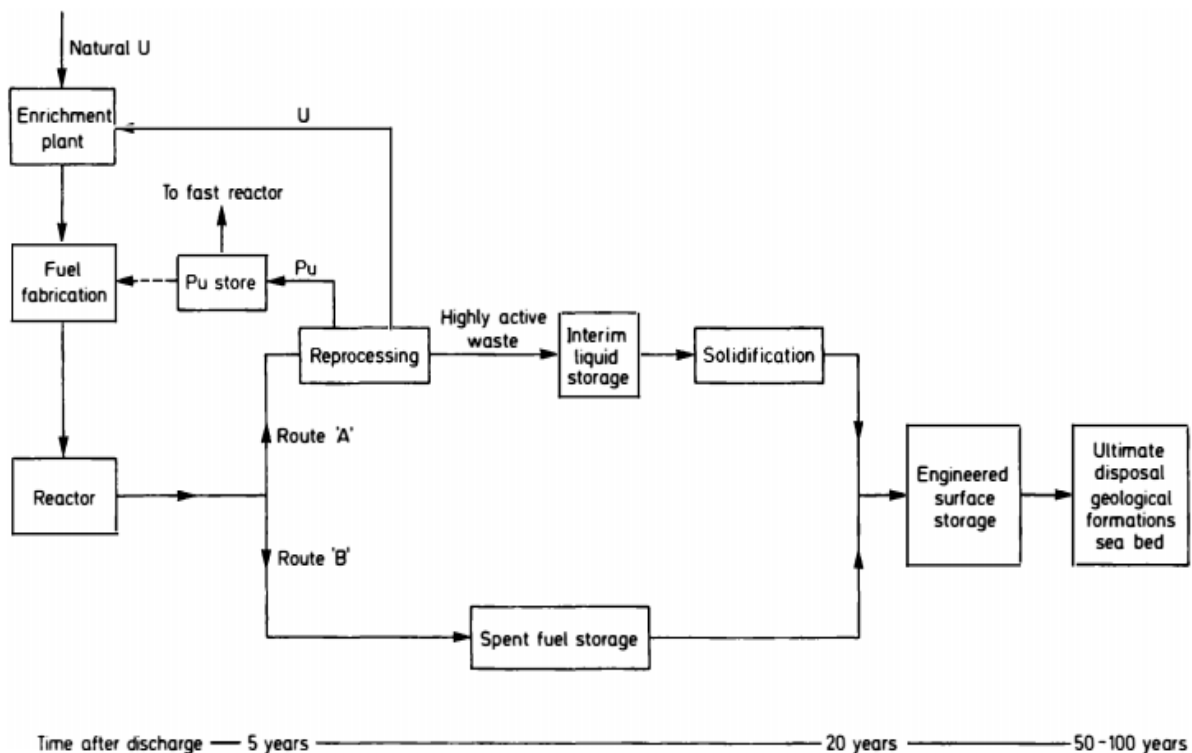 Natural U
Enrichment
plant
U
To fast reactor
Fuel
fabrication
Pu store
Pu
Reprocessing
Highly active
waste
Interim
liquid
storage
Solidification
Route 'A'
Reactor
Route 'B'
Engineered
surface
storage
Ultimate
disposal
geological
formations
sea bed
Spent fuel storage
Time after discharge — 5 years — 20 years — 50-100 years